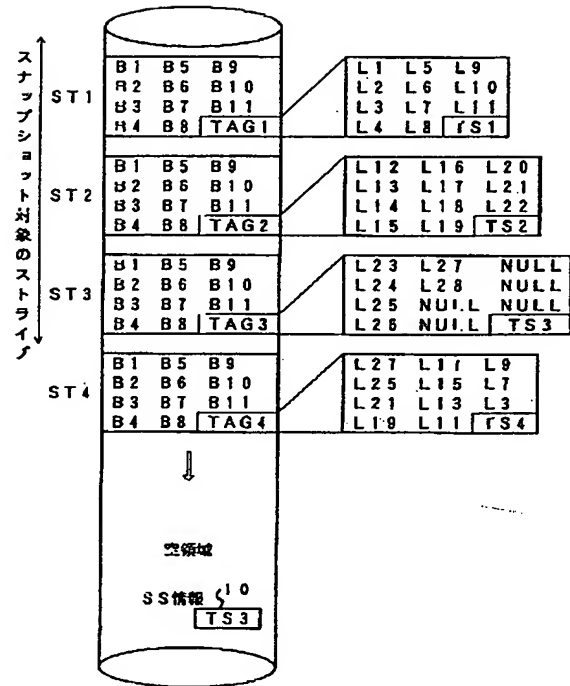 スナップショット対象のストライプ
ST1
B1 B5 B9
B2 B6 B10
B3 B7 B11
B4 B8 TAG1
L1 L5 L9
L2 L6 L10
L3 L7 L11
L4 L8 TS1
ST2
B1 B5 B9
B2 B6 B10
B3 B7 B11
B4 B8 TAG2
L12 L16 L20
L13 L17 L21
L14 L18 L22
L15 L19 TS2
ST3
B1 B5 B9
B2 B6 B10
B3 B7 B11
B4 B8 TAG3
L23 L27 NULL
L24 L28 NULL
L25 NULL NULL
L26 NULL TS3
ST4
B1 B5 B9
B2 B6 B10
B3 B7 B11
B4 B8 TAG4
L27 L17 L9
L25 L15 L7
L21 L13 L3
L19 L11 TS4
空領域
SS情報 10
TS3